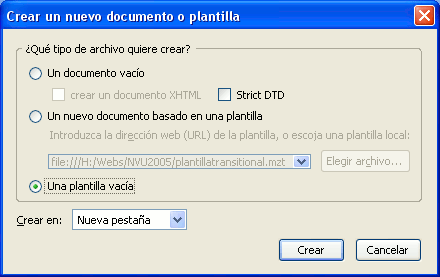 Crear un nuevo documento o plantilla
¿Qué tipo de archivo quiere crear?
Un documento vacío
crear un documento XHTML Strict DTD
Un nuevo documento basado en una plantilla
Introduzca la dirección web (URL) de la plantilla, o escoja una plantilla local:
file:///H:/Webs/NVU2005/plantillatransitional.mzt Elegir archivo...
Una plantilla vacía
Crear en: Nueva pestaña
Crear Cancelar